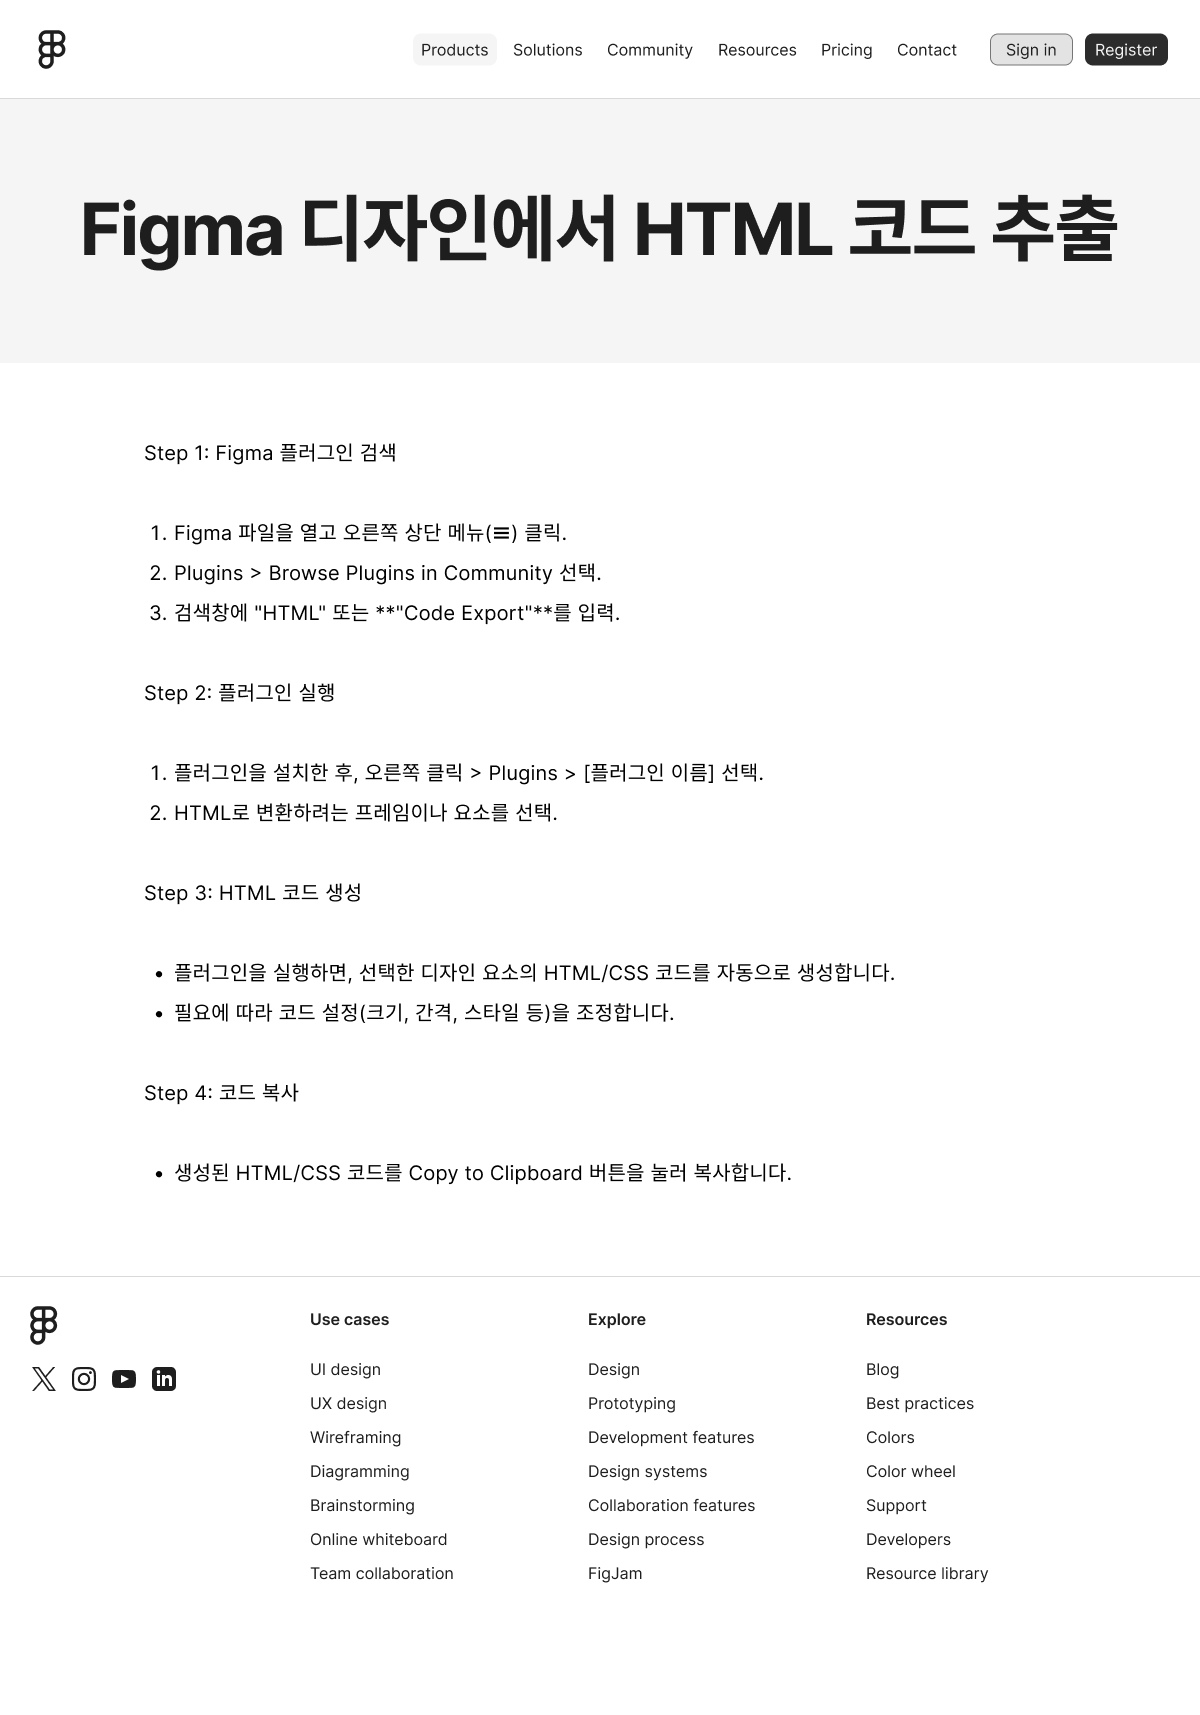 Products Solutions Community Resources Pricing Contact Sign in Register
Figma 디자인에서 HTML 코드 추출
Step 1: Figma 플러그인 검색
1. Figma 파일을 열고 오른쪽 상단 메뉴(≡) 클릭.
2. Plugins > Browse Plugins in Community 선택.
3. 검색창에 "HTML" 또는 **"Code Export"**를 입력.
Step 2: 플러그인 실행
1. 플러그인을 설치한 후, 오른쪽 클릭 > Plugins > [플러그인 이름] 선택.
2. HTML로 변환하려는 프레임이나 요소를 선택.
Step 3: HTML 코드 생성
• 플러그인을 실행하면, 선택한 디자인 요소의 HTML/CSS 코드를 자동으로 생성합니다.
• 필요에 따라 코드 설정(크기, 간격, 스타일 등)을 조정합니다.
Step 4: 코드 복사
• 생성된 HTML/CSS 코드를 Copy to Clipboard 버튼을 눌러 복사합니다.
Use cases
UI design
UX design
Wireframing
Diagramming
Brainstorming
Online whiteboard
Team collaboration
Explore
Design
Prototyping
Development features
Design systems
Collaboration features
Design process
FigJam
Resources
Blog
Best practices
Colors
Color wheel
Support
Developers
Resource library